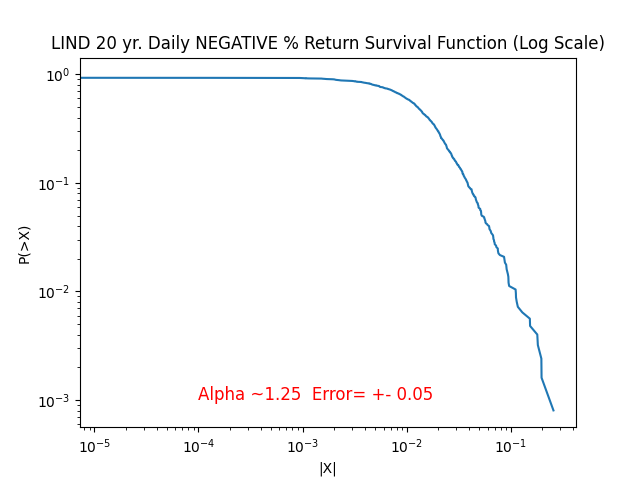 LIND 20 yr. Daily NEGATIVE % Return Survival Function (Log Scale)
10⁰
10⁻¹
10⁻²
10⁻³
P(>X)
Alpha ~1.25  Error= +- 0.05
10⁻⁵ 10⁻⁴ 10⁻³ 10⁻² 10⁻¹
|X|